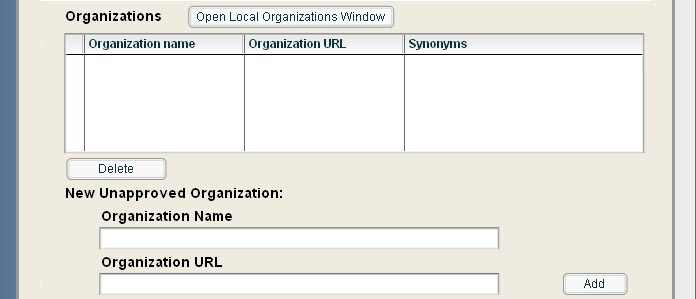 Organizations Open Local Organizations Window
Organization name Organization URL Synonyms
Delete
New Unapproved Organization:
Organization Name
Organization URL
Add